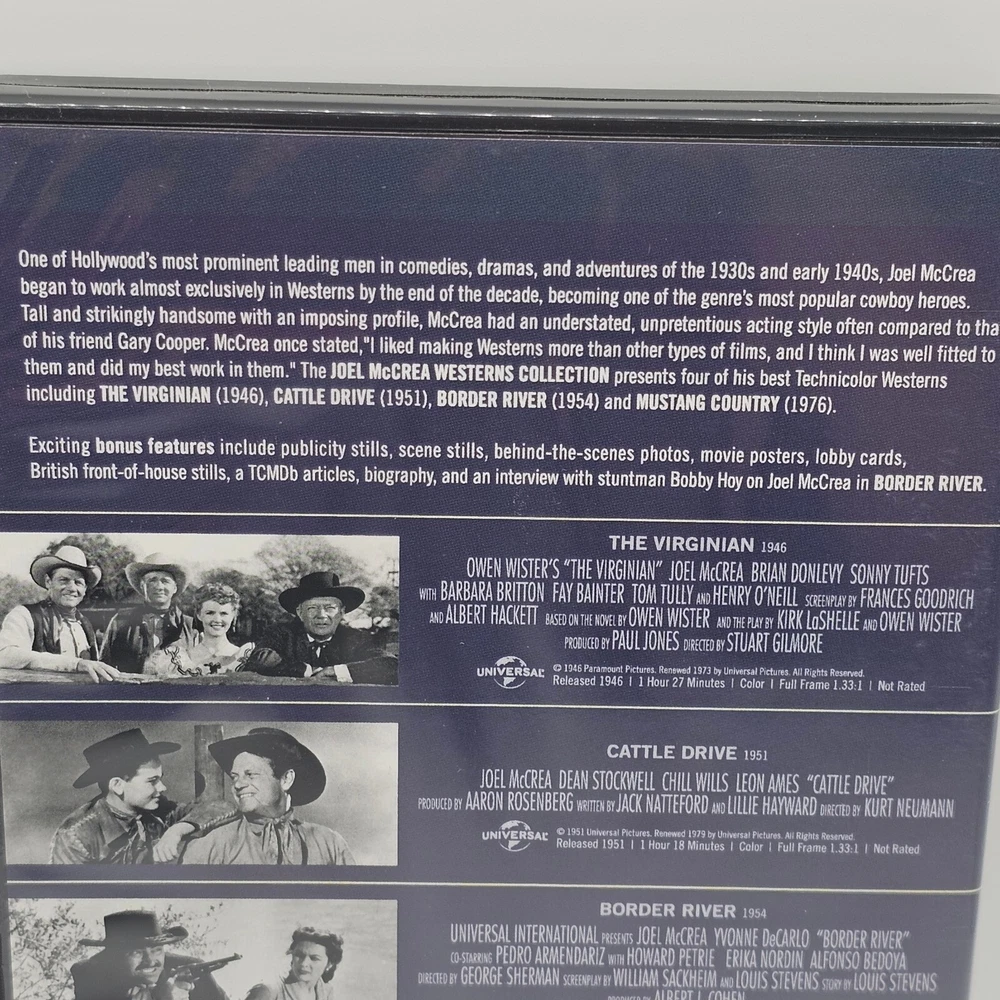 One of Hollywood's most prominent leading men in comedies, dramas, and adventures of the 1930s and early 1940s, Joel McCrea
began to work almost exclusively in Westerns by the end of the decade, becoming one of the genre's most popular cowboy heroes.
Tall and strikingly handsome with an imposing profile, McCrea had an understated, unpretentious acting style often compared to tha
of his friend Gary Cooper. McCrea once stated,"I liked making Westerns more than other types of films, and I think I was well fitted to
them and did my best work in them." The JOEL McCREA WESTERNS COLLECTION presents four of his best Technicolor Westerns
including THE VIRGINIAN (1946), CATTLE DRIVE (1951), BORDER RIVER (1954) and MUSTANG COUNTRY (1976).
Exciting bonus features include publicity stills, scene stills, behind-the-scenes photos, movie posters, lobby cards,
British front-of-house stills, a TCMDb articles, biography, and an interview with stuntman Bobby Hoy on Joel McCrea in BORDER RIVER.
THE VIRGINIAN 1946
OWEN WISTER'S "THE VIRGINIAN" JOEL McCREA BRIAN DONLEVY SONNY TUFTS
WITH BARBARA BRITTON FAY BAINTER TOM TULLY AND HENRY O'NEILL SCREENPLAY BY FRANCES GOODRICH
AND ALBERT HACKETT BASED ON THE NOVEL BY OWEN WISTER AND THE PLAY BY KIRK LaSHELLE AND OWEN WISTER
PRODUCED BY PAUL JONES DIRECTED BY STUART GILMORE
UNIVERSAL
© 1946 Paramount Pictures. Renewed 1973 by Universal Pictures. All Rights Reserved.
Released 1946 | 1 Hour 27 Minutes | Color | Full Frame 1.33:1 | Not Rated
CATTLE DRIVE 1951
JOEL McCREA DEAN STOCKWELL CHILL WILLS LEON AMES "CATTLE DRIVE"
PRODUCED BY AARON ROSENBERG WRITTEN BY JACK NATTEFORD AND LILLIE HAYWARD DIRECTED BY KURT NEUMANN
UNIVERSAL
© 1951 Universal Pictures. Renewed 1979 by Universal Pictures. All Rights Reserved.
Released 1951 | 1 Hour 18 Minutes | Color | Full Frame 1.33:1 | Not Rated
BORDER RIVER 1954
UNIVERSAL INTERNATIONAL PRESENTS JOEL McCREA YVONNE DeCARLO "BORDER RIVER"
CO-STARRING PEDRO ARMENDARIZ WITH HOWARD PETRIE ERIKA NORDIN ALFONSO BEDOYA
DIRECTED BY GEORGE SHERMAN SCREENPLAY BY WILLIAM SACKHEIM AND LOUIS STEVENS STORY BY LOUIS STEVENS
PRODUCED BY ALBERT J. COHEN